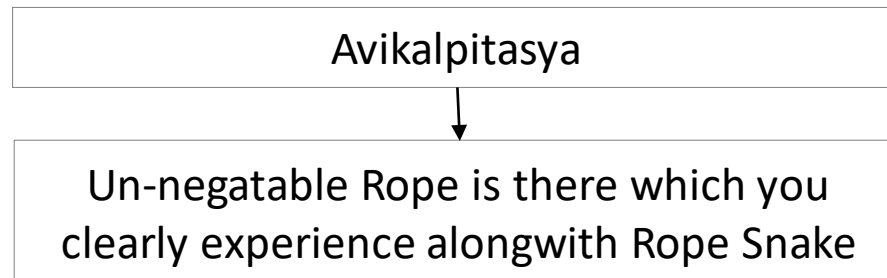 Avikalpitasya
Un-negatable Rope is there which you
clearly experience alongwith Rope Snake